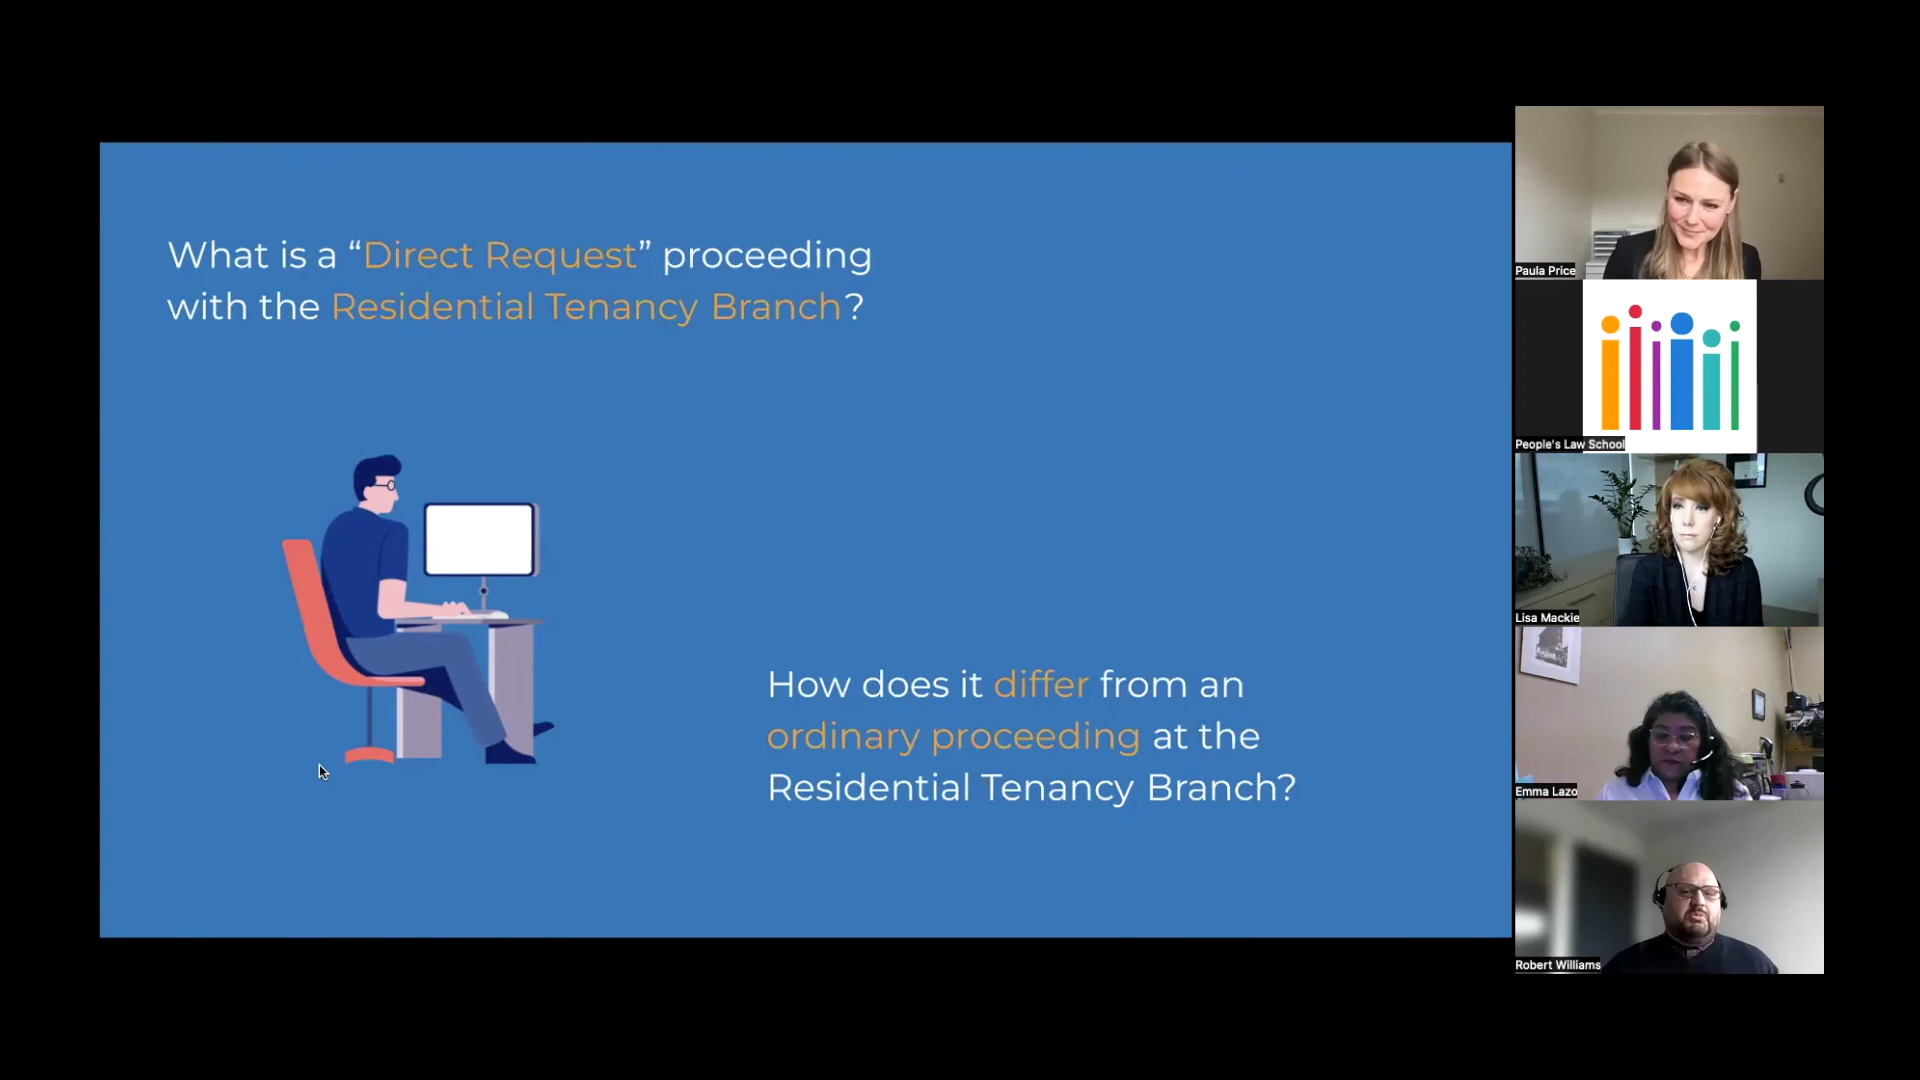 What is a “Direct Request” proceeding
with the Residential Tenancy Branch?
How does it differ from an
ordinary proceeding at the
Residential Tenancy Branch?
Paula Price
People's Law School
Lisa Mackie
Emma Lazo
Robert Williams